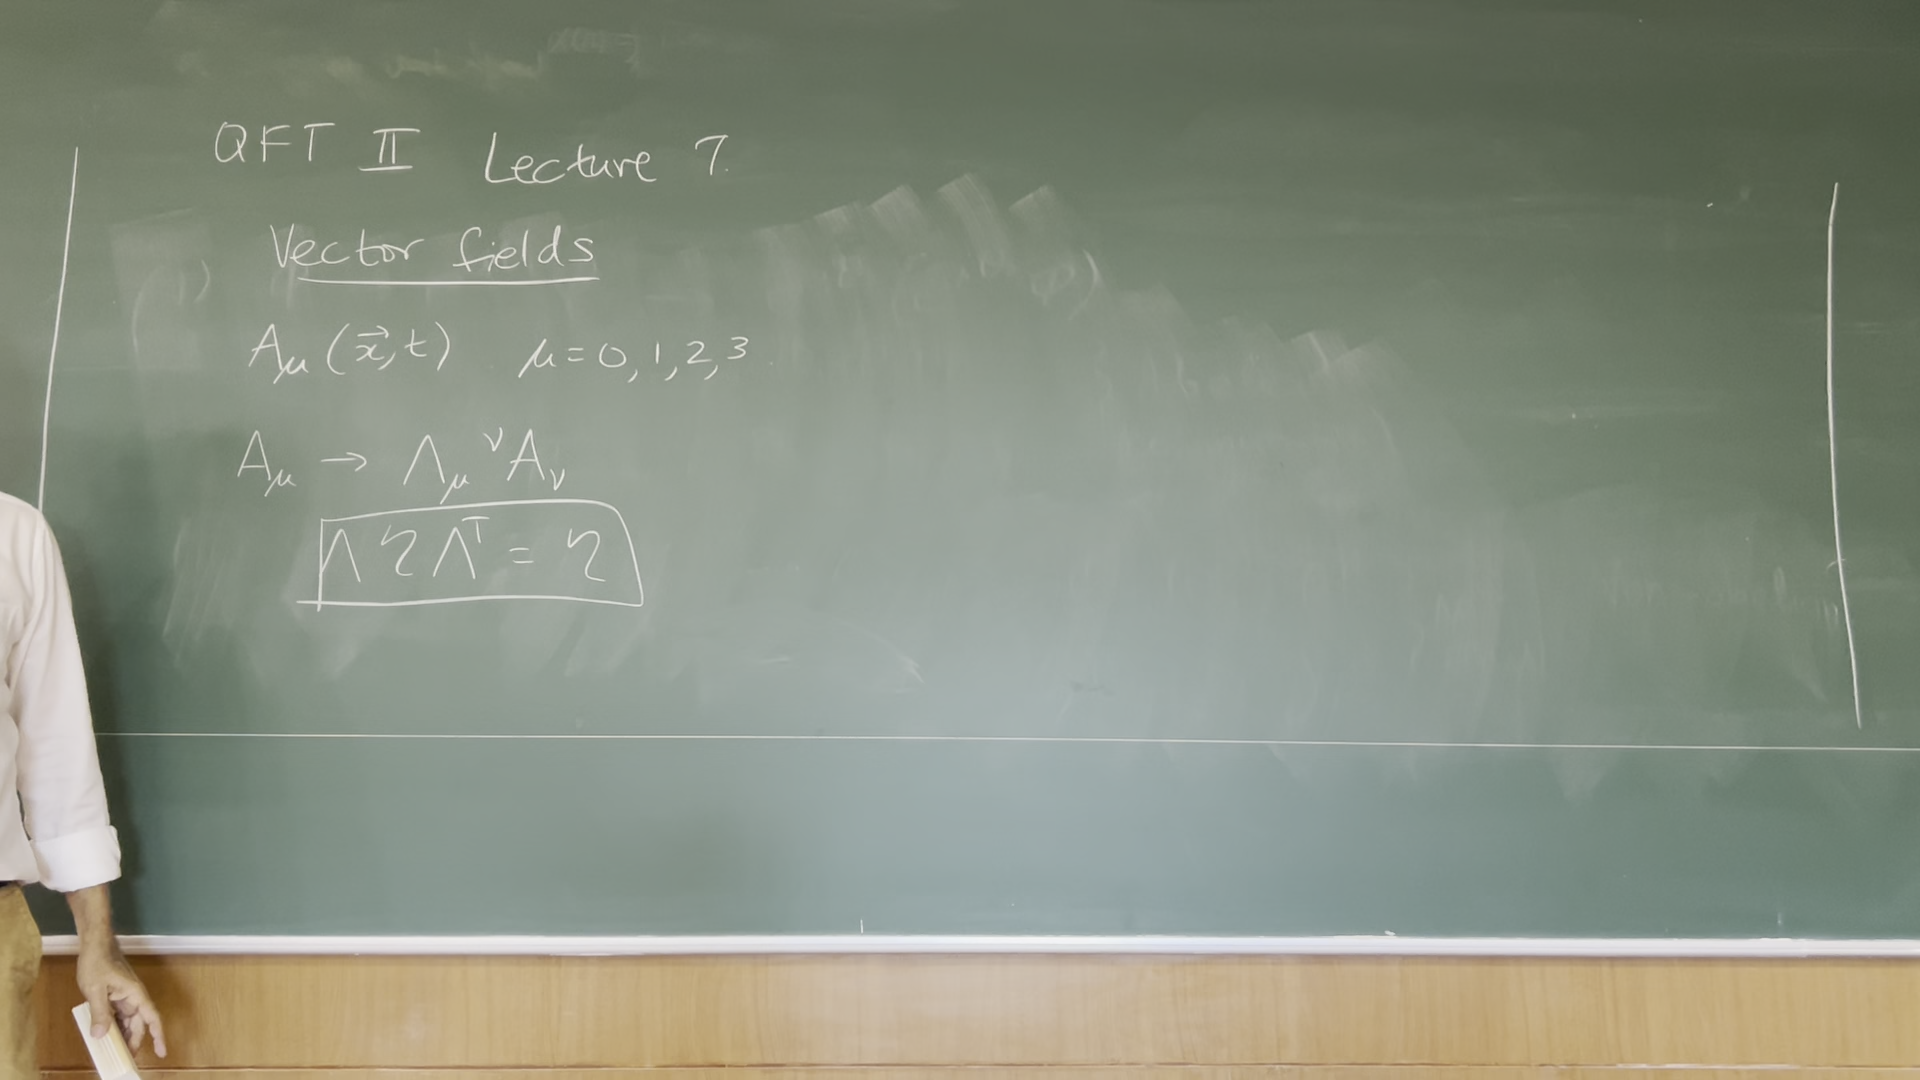 QFT II Lecture 7.
Vector fields
A_μ (x⃗,t) μ=0,1,2,3
A_μ → Λ_μ^ν A_ν
Λ η Λ^T = η